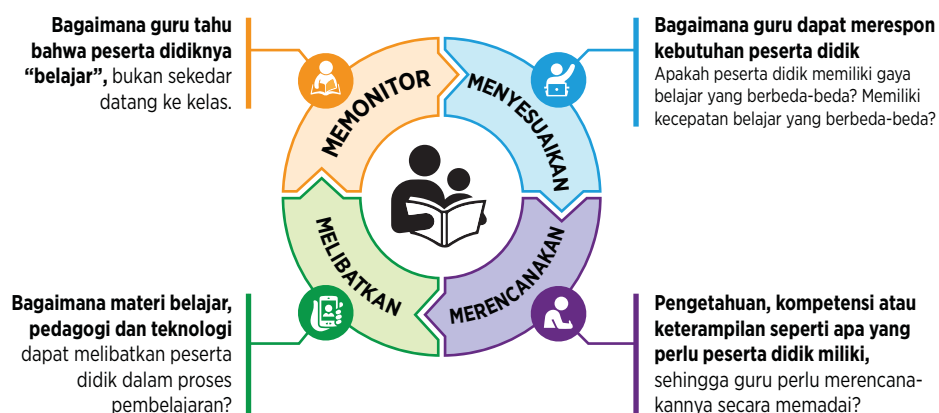 Bagaimana guru tahu
bahwa peserta didiknya
“belajar”, bukan sekedar
datang ke kelas.
MEMONITOR
MENYESUAIKAN
Bagaimana guru dapat merespon
kebutuhan peserta didik
Apakah peserta didik memiliki gaya
belajar yang berbeda-beda? Memiliki
kecepatan belajar yang berbeda-beda?
MELIBATKAN
MERENCANAKAN
Bagaimana materi belajar,
pedagogi dan teknologi
dapat melibatkan peserta
didik dalam proses
pembelajaran?
Pengetahuan, kompetensi atau
keterampilan seperti apa yang
perlu peserta didik miliki,
sehingga guru perlu merencana-
kannya secara memadai?